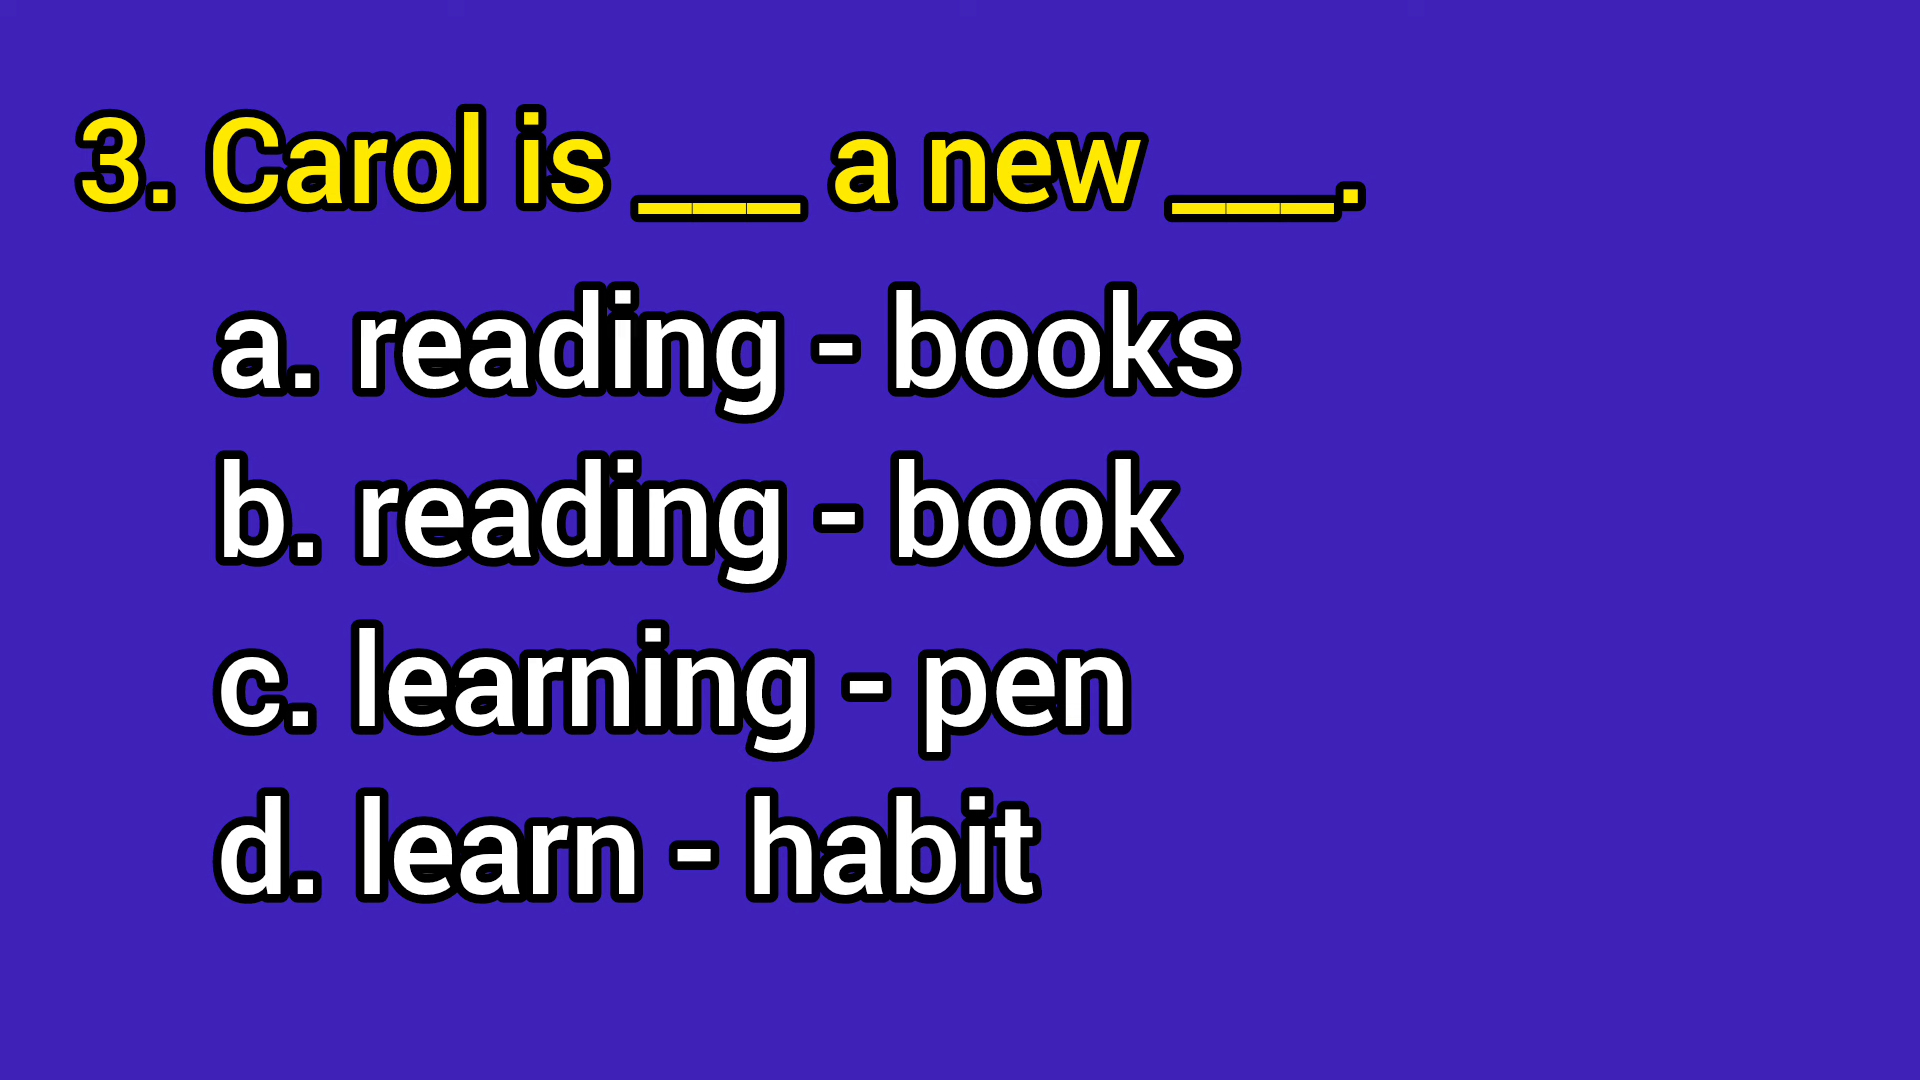 3. Carol is ___ a new ___.
a. reading - books
b. reading - book
c. learning - pen
d. learn - habit